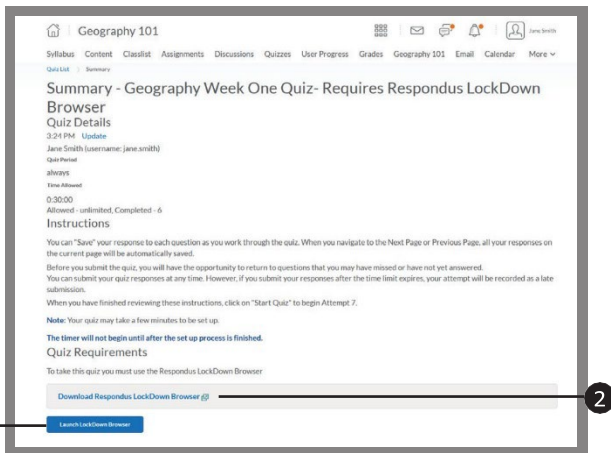 Geography 101
Jane Smith
Syllabus Content Classlist Assignments Discussions Quizzes User Progress Grades Geography 101 Email Calendar More
Quiz List Summary
Summary - Geography Week One Quiz- Requires Respondus LockDown
Browser
Quiz Details
3:24 PM Update
Jane Smith (username: jane.smith)
Quiz Period
always
Time Allowed
0:30:00
Allowed - unlimited, Completed - 6
Instructions
You can "Save" your response to each question as you work through the quiz. When you navigate to the Next Page or Previous Page, all your responses on
the current page will be automatically saved.
Before you submit the quiz, you will have the opportunity to return to questions that you may have missed or have not yet answered.
You can submit your quiz responses at any time. However, if you submit your responses after the time limit expires, your attempt will be recorded as a late
submission.
When you have finished reviewing these instructions, click on "Start Quiz" to begin Attempt 7.
Note: Your quiz may take a few minutes to be set up.
The timer will not begin until after the set up process is finished.
Quiz Requirements
To take this quiz you must use the Respondus LockDown Browser
Download Respondus LockDown Browser
2
Launch LockDown Browser